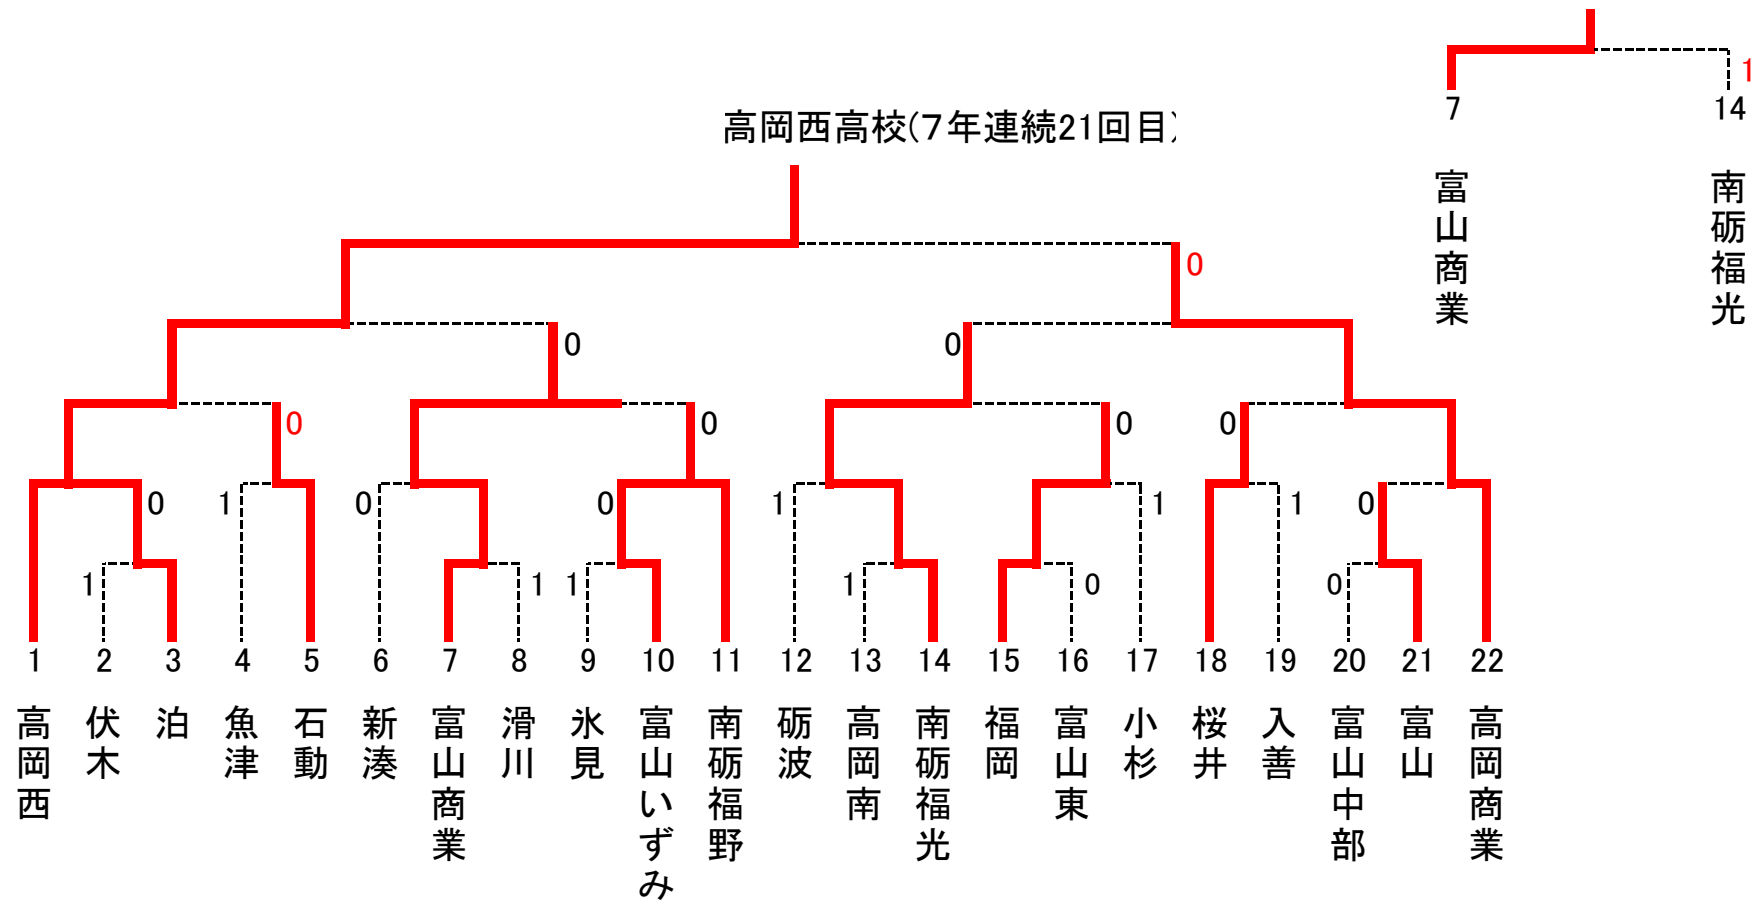 1
7
14
富山商業
南砺福光
高岡西高校(7年連続21回目)
0
0
0
0
0
0
0
0
1
0
0
1
1
1
0
1
1
1
1
0
0
1 2 3 4 5 6 7 8 9 10 11 12 13 14 15 16 17 18 19 20 21 22
高岡西
伏木
泊
魚津
石動
新湊
富山商業
滑川
氷見
富山いずみ
南砺福野
砺波
高岡南
南砺福光
福岡
富山東
小杉
桜井
入善
富山中部
富山
高岡商業